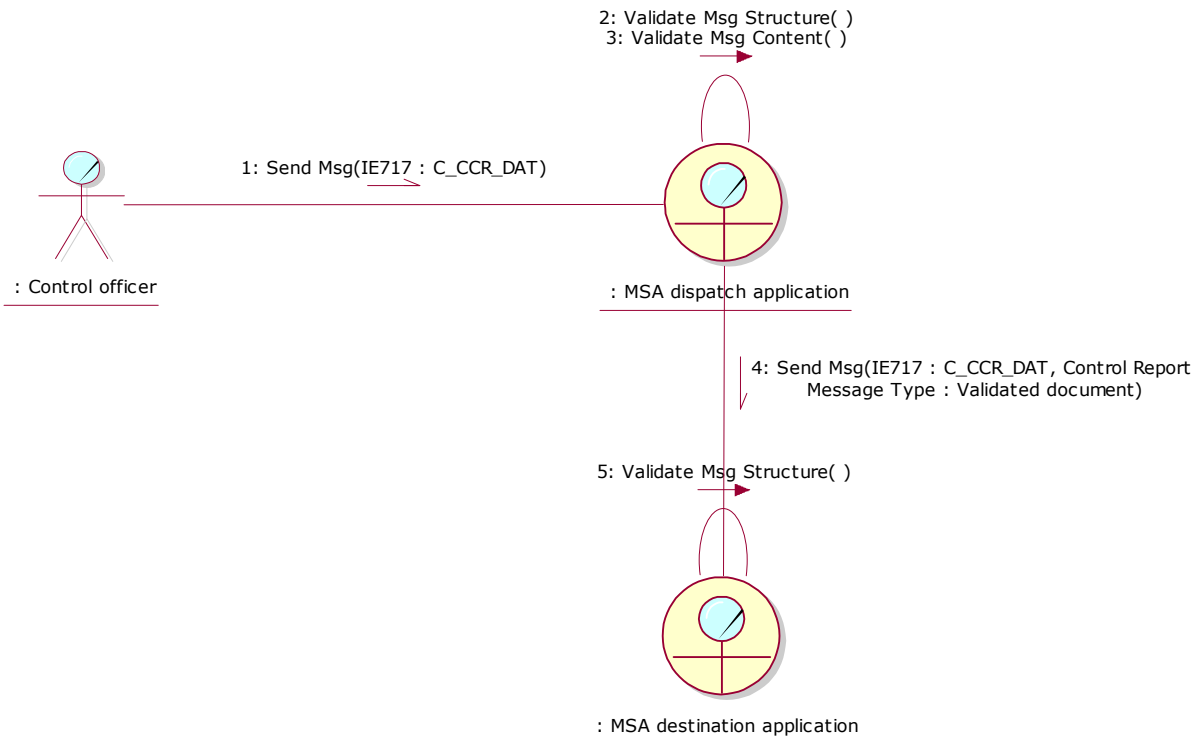 2: Validate Msg Structure( )
3: Validate Msg Content( )
1: Send Msg(IE717 : C_CCR_DAT)
: Control officer
: MSA dispatch application
4: Send Msg(IE717 : C_CCR_DAT, Control Report
Message Type : Validated document)
5: Validate Msg Structure( )
: MSA destination application